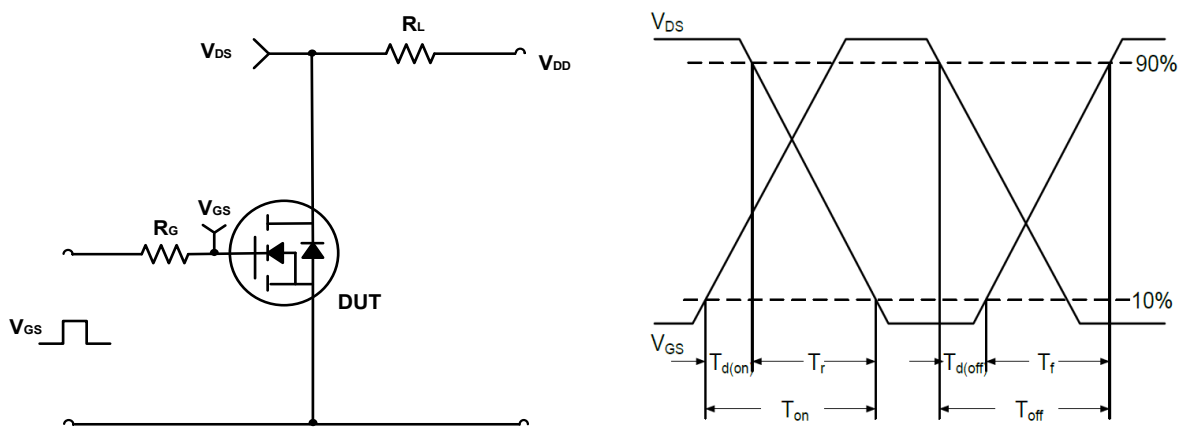 RL
VDS
VDD
VGS
RG
DUT
VGS
VDS
90%
10%
VGS
Td(on)
Tr
Td(off)
Tf
Ton
Toff